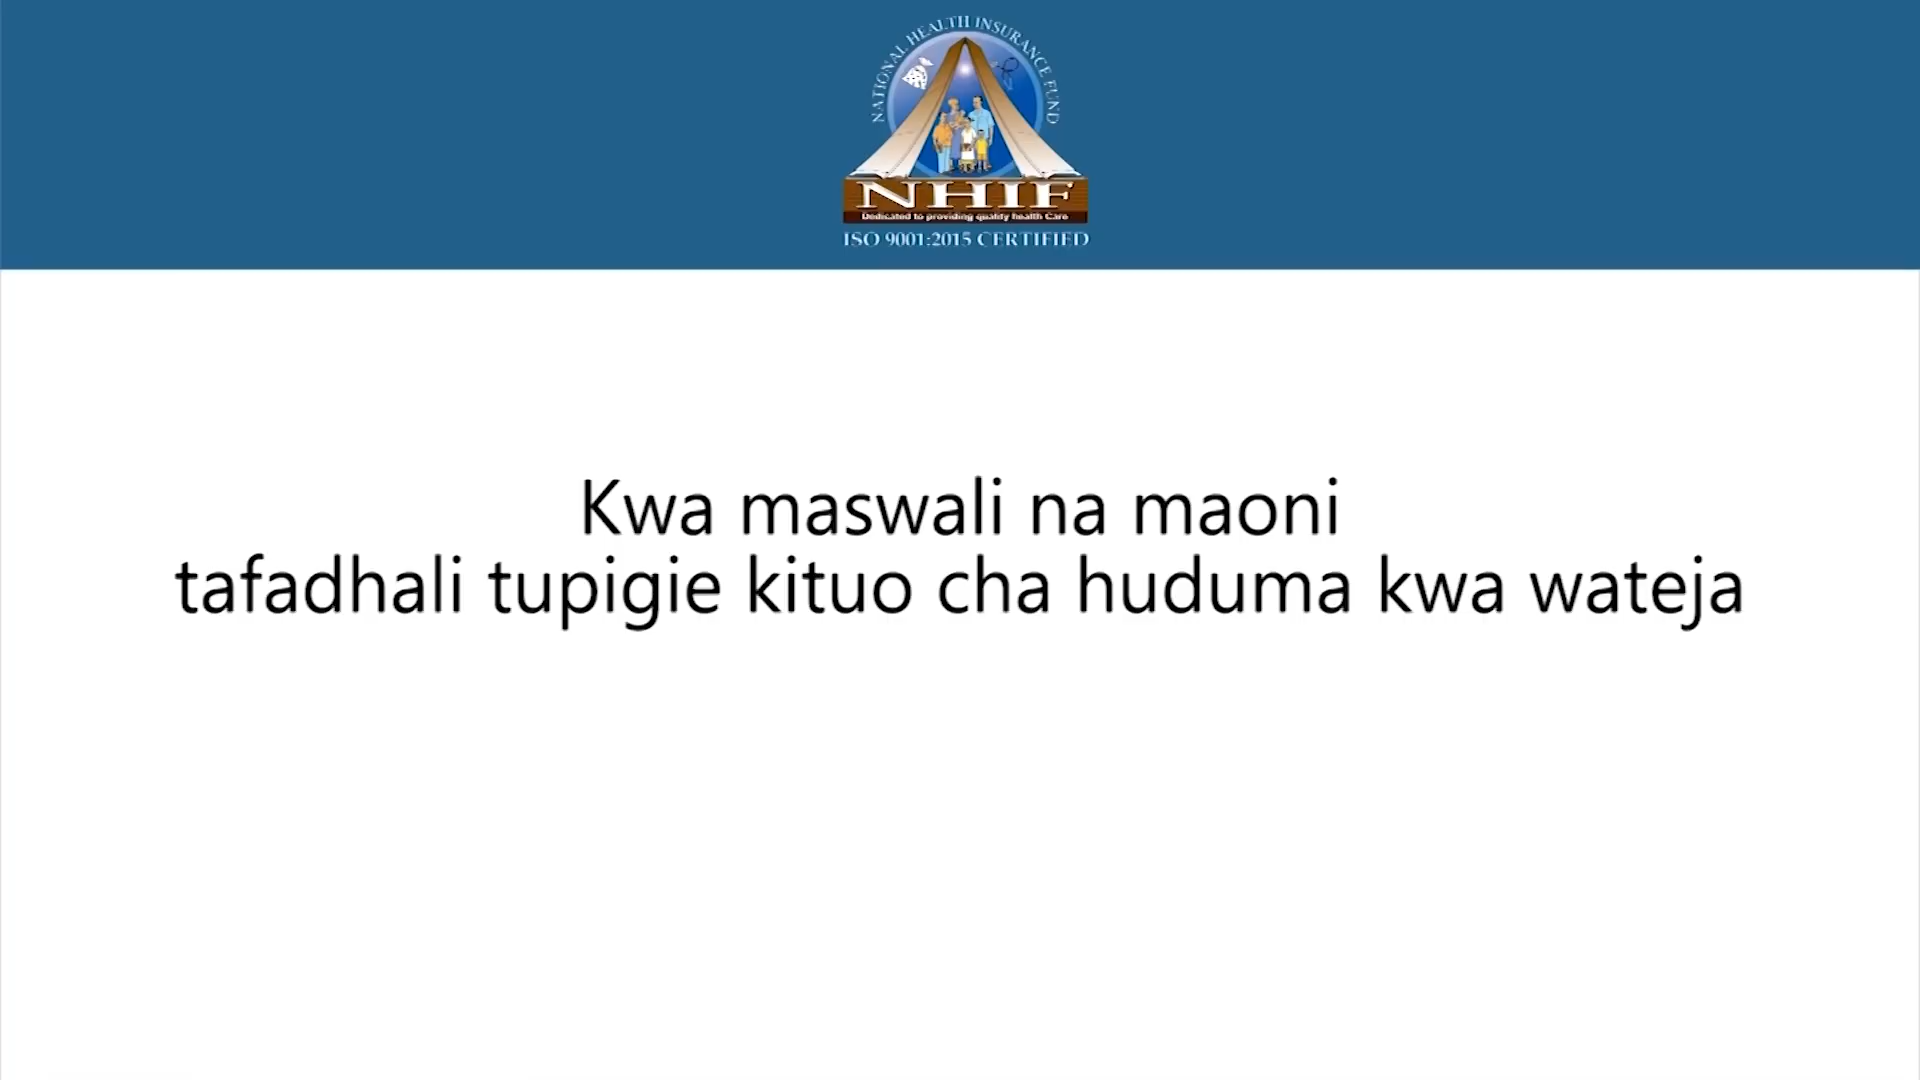 NATIONAL HEALTH INSURANCE FUND
NHIF
Dedicated to providing quality health Care
ISO 9001:2015 CERTIFIED
Kwa maswali na maoni
tafadhali tupigie kituo cha huduma kwa wateja